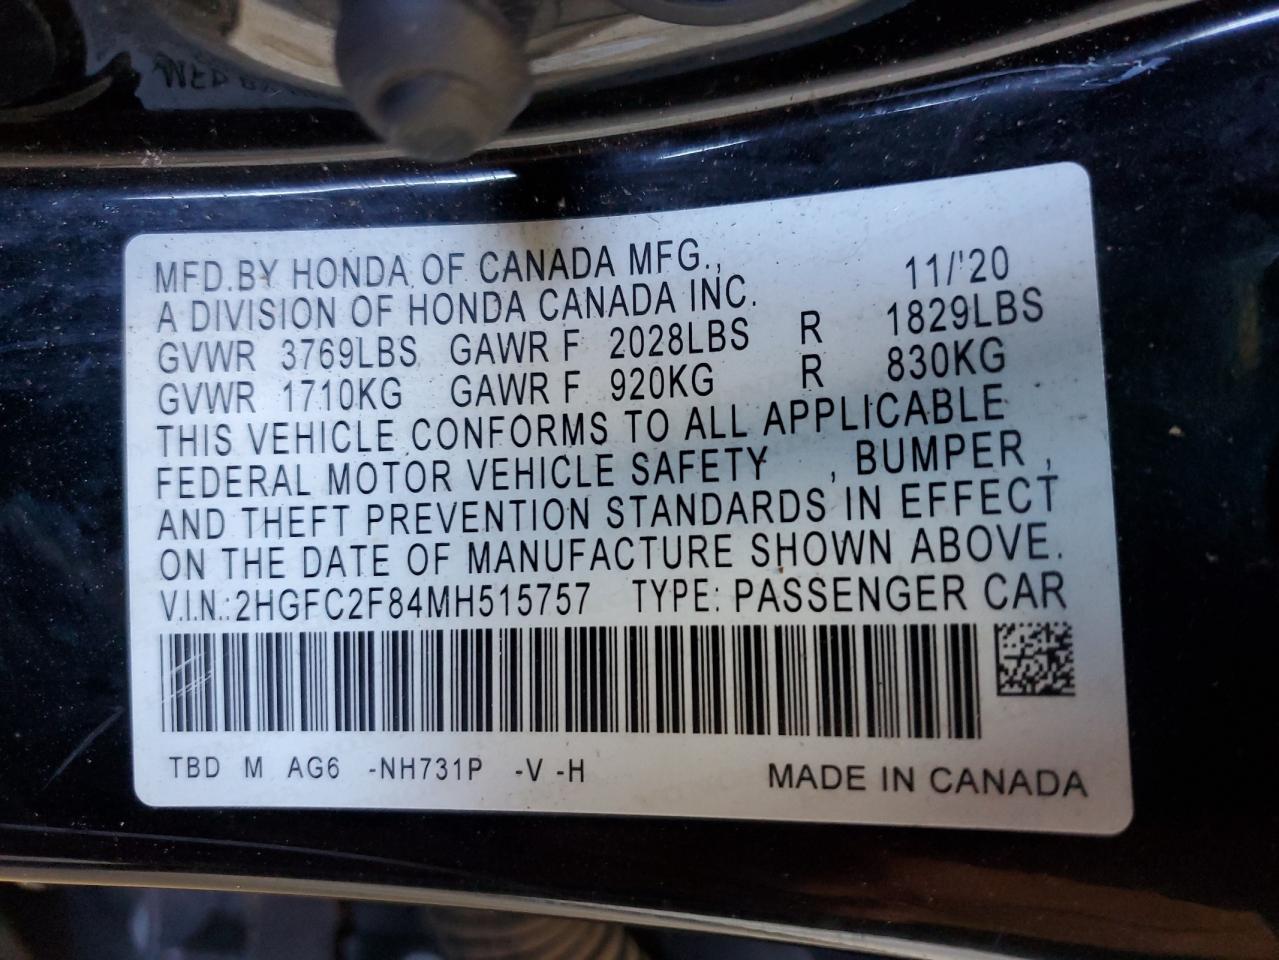 MFD.BY HONDA OF CANADA MFG., 11/'20
A DIVISION OF HONDA CANADA INC.
GVWR 3769LBS GAWR F 2028LBS R 1829LBS
GVWR 1710KG GAWR F 920KG R 830KG
THIS VEHICLE CONFORMS TO ALL APPLICABLE
FEDERAL MOTOR VEHICLE SAFETY , BUMPER ,
AND THEFT PREVENTION STANDARDS IN EFFECT
ON THE DATE OF MANUFACTURE SHOWN ABOVE.
V.I.N.:2HGFC2F84MH515757 TYPE: PASSENGER CAR
TBD M AG6 -NH731P -V -H MADE IN CANADA